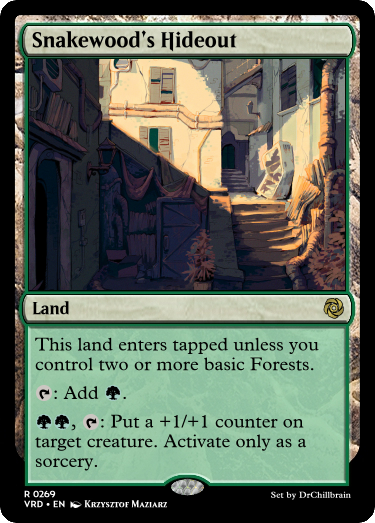 Snakewood's Hideout
Land
This land enters tapped unless you
control two or more basic Forests.
: Add .
, : Put a +1/+1 counter on
target creature. Activate only as a
sorcery.
R 0269
Set by DrChillbrain
VRD • EN Krzysztof Maziarz